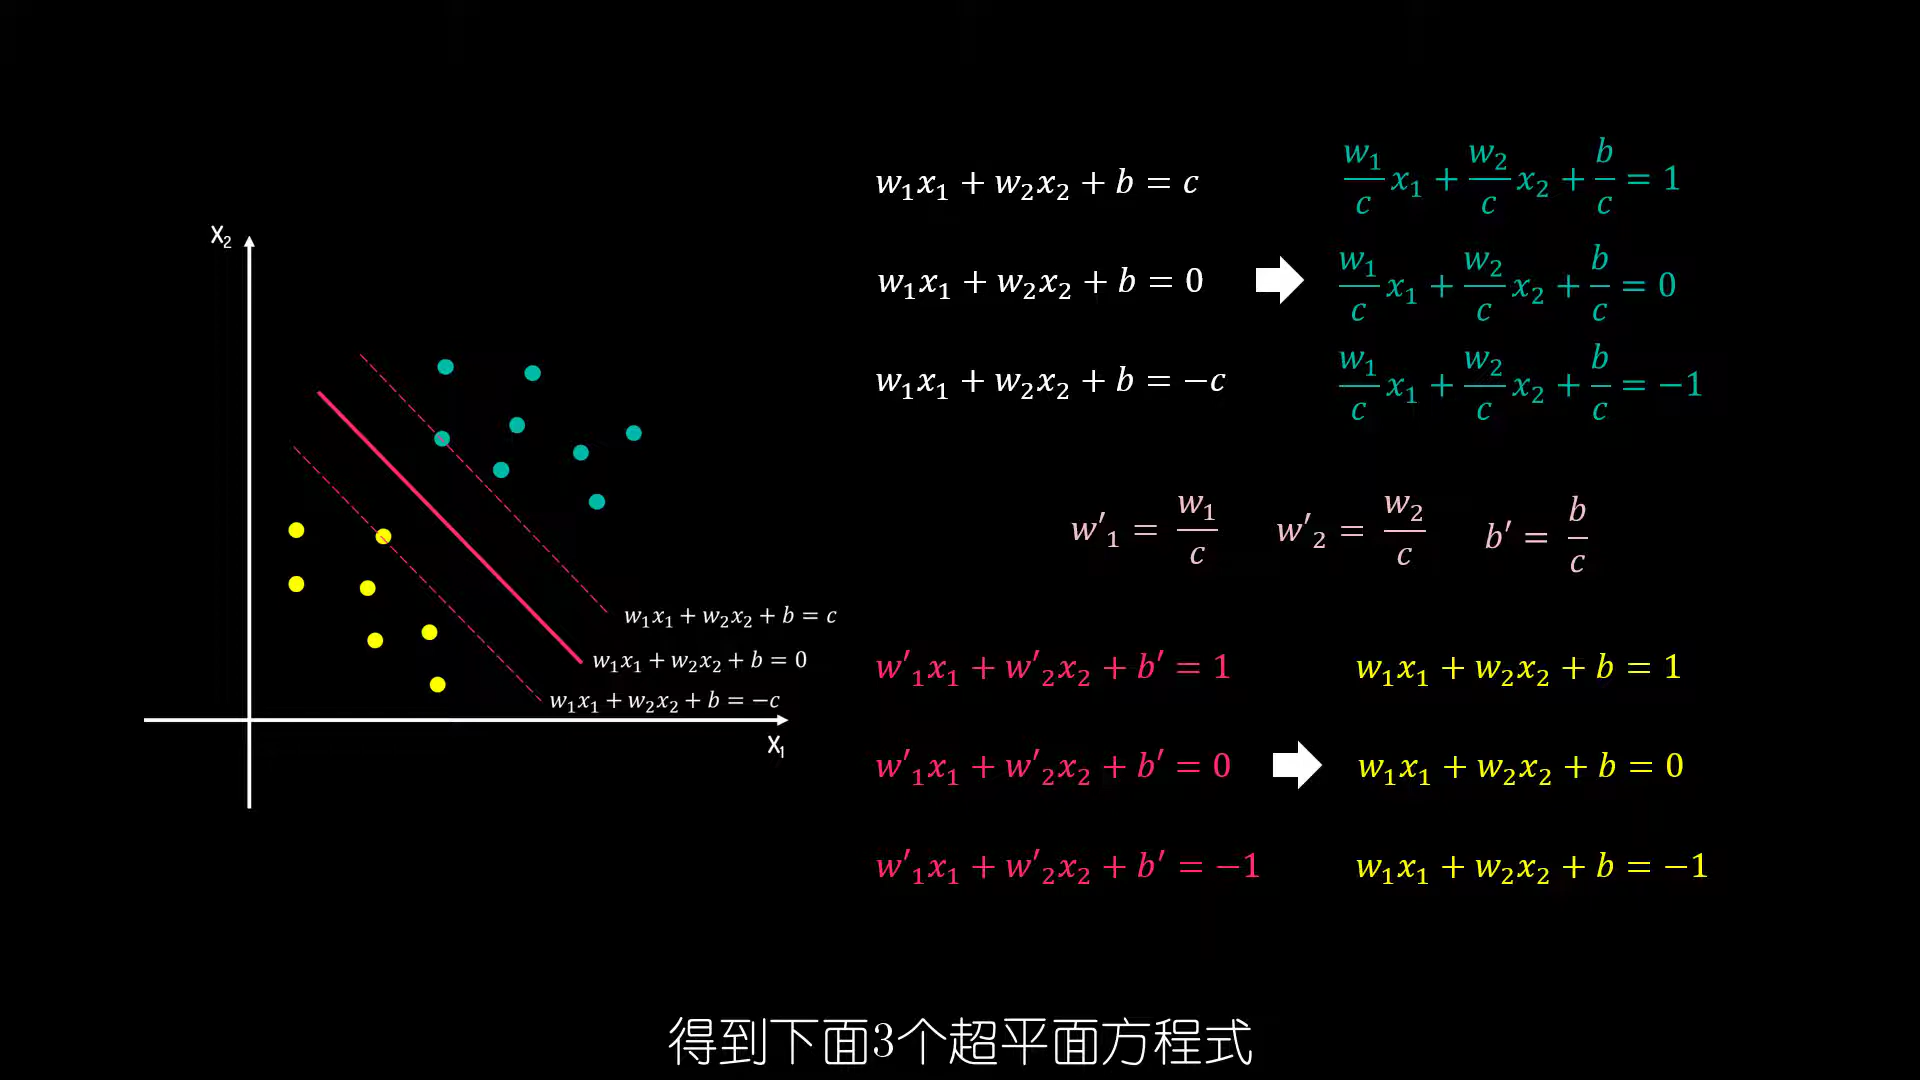 X₂
w₁x₁ + w₂x₂ + b = c
w₁x₁ + w₂x₂ + b = 0
w₁x₁ + w₂x₂ + b = −c
X₁
w₁x₁ + w₂x₂ + b = c
w₁x₁ + w₂x₂ + b = 0
w₁x₁ + w₂x₂ + b = −c
w₁/c x₁ + w₂/c x₂ + b/c = 1
w₁/c x₁ + w₂/c x₂ + b/c = 0
w₁/c x₁ + w₂/c x₂ + b/c = −1
w′₁ = w₁/c w′₂ = w₂/c b′ = b/c
w′₁x₁ + w′₂x₂ + b′ = 1
w′₁x₁ + w′₂x₂ + b′ = 0
w′₁x₁ + w′₂x₂ + b′ = −1
w₁x₁ + w₂x₂ + b = 1
w₁x₁ + w₂x₂ + b = 0
w₁x₁ + w₂x₂ + b = −1
得到下面3个超平面方程式